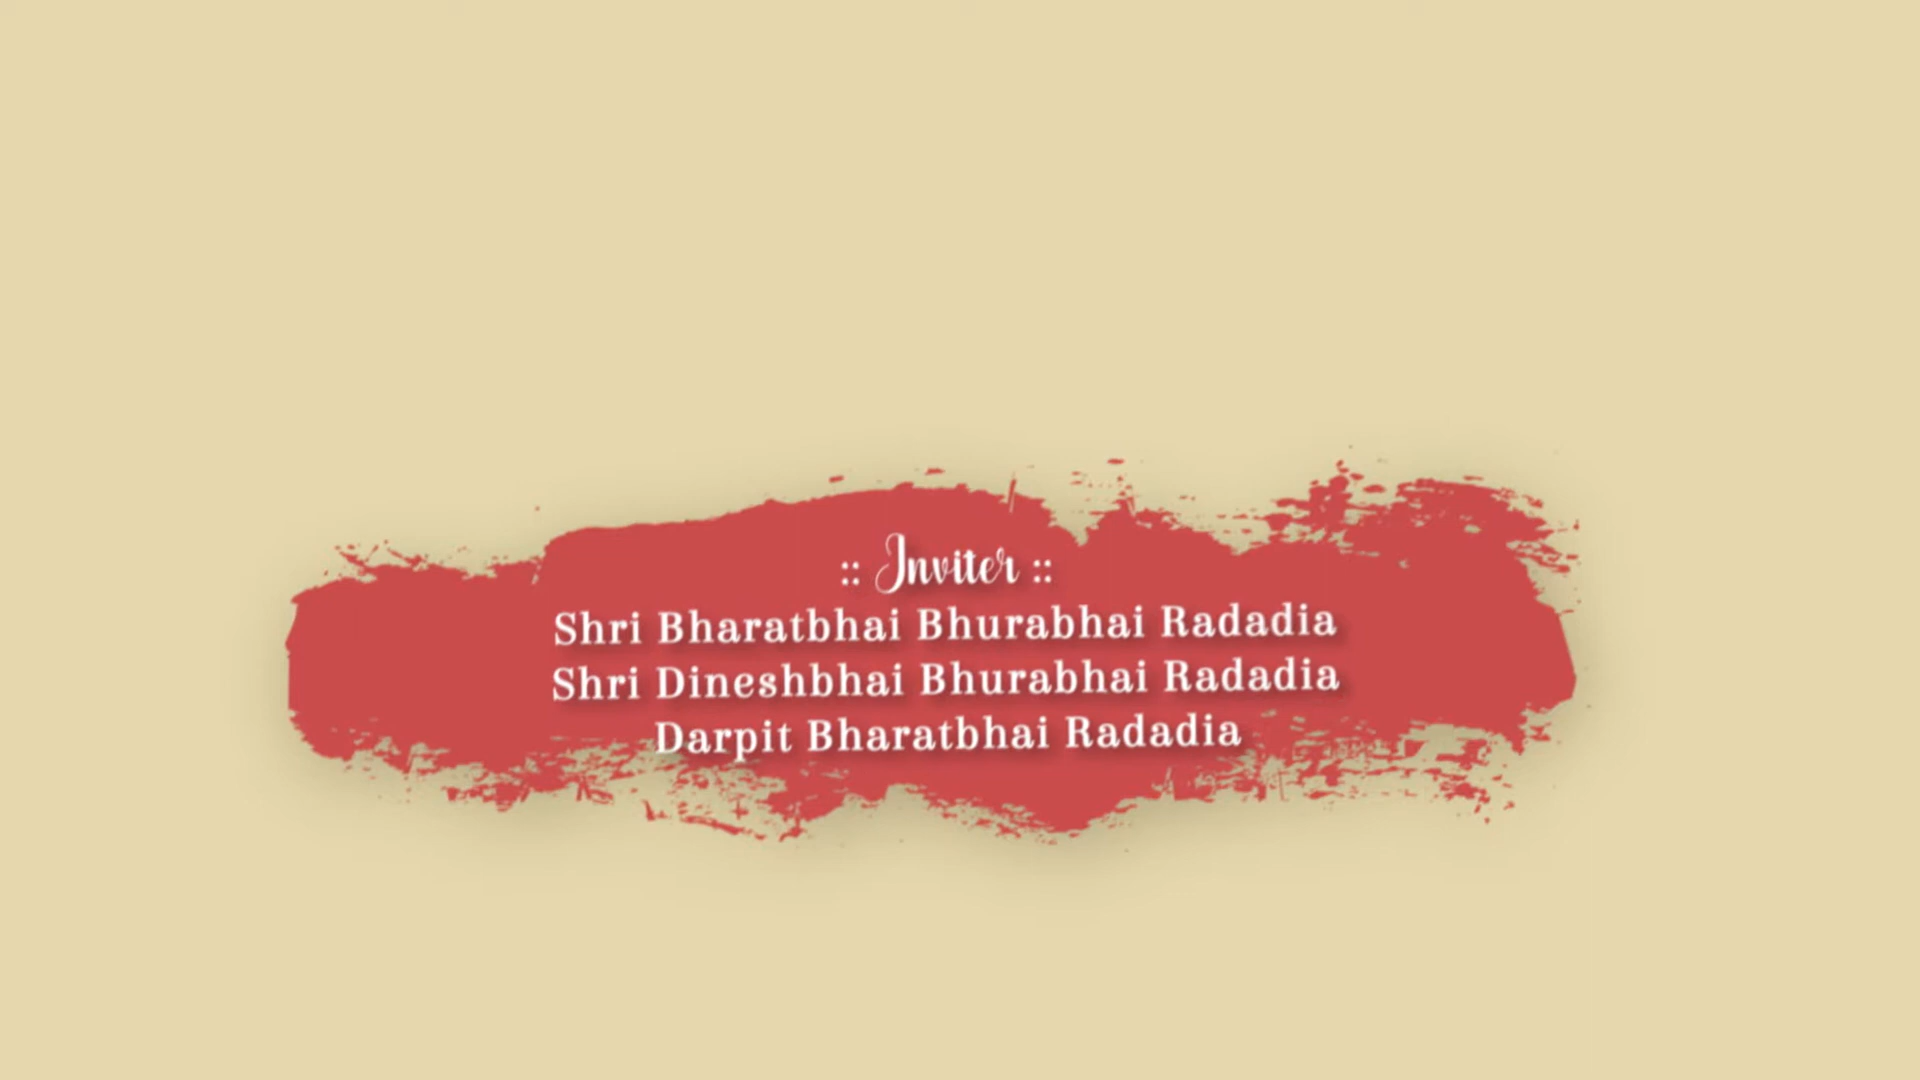 :: Inviter ::
Shri Bharatbhai Bhurabhai Radadia
Shri Dineshbhai Bhurabhai Radadia
Darpit Bharatbhai Radadia